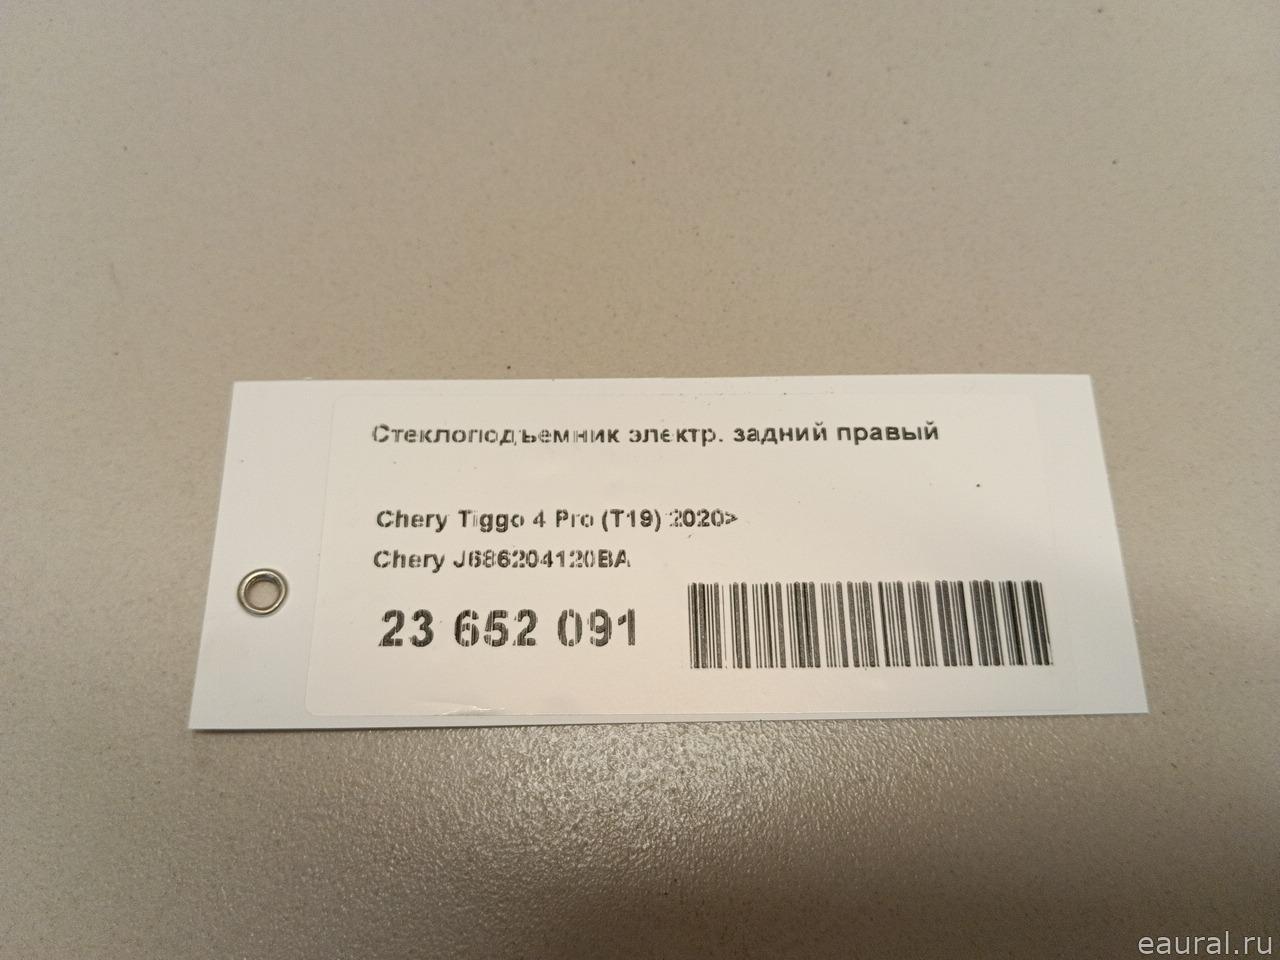 Стеклоподъемник электр. задний правый
Chery Tiggo 4 Pro (T19) 2020>
Chery J686204120BA
23 652 091
eaural.ru